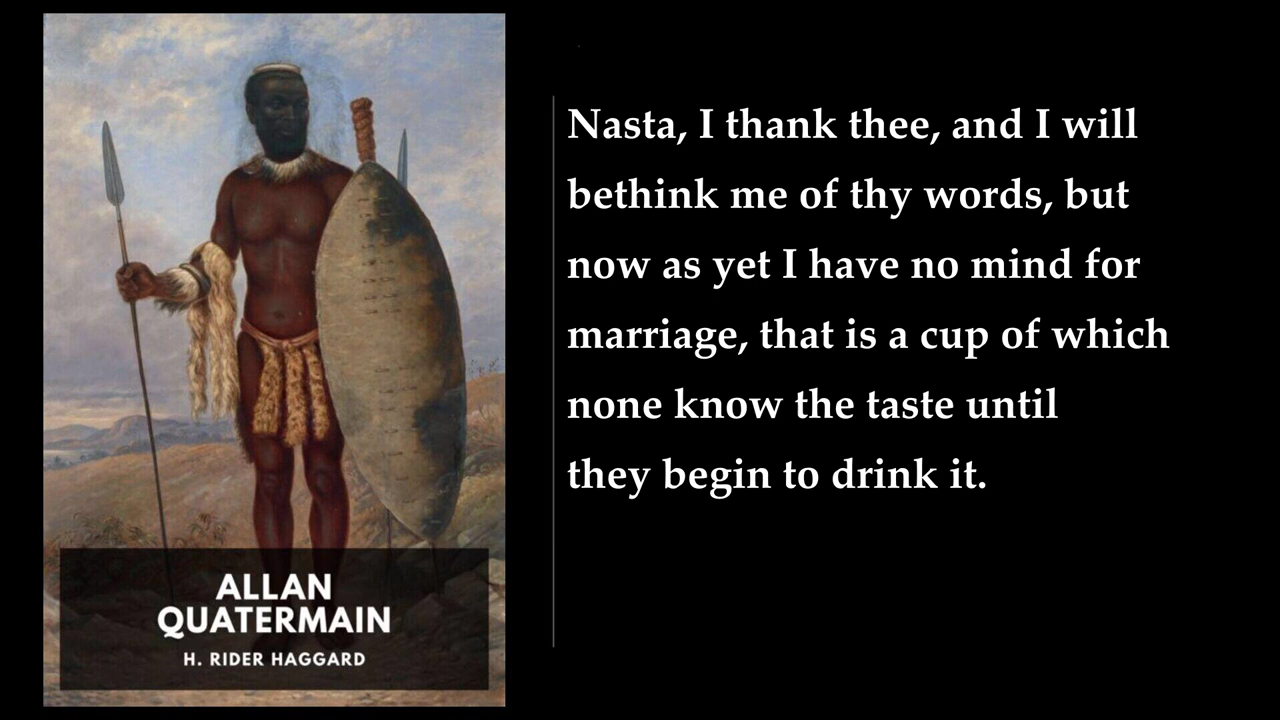 ALLAN
QUATERMAIN
H. RIDER HAGGARD
Nasta, I thank thee, and I will
bethink me of thy words, but
now as yet I have no mind for
marriage, that is a cup of which
none know the taste until
they begin to drink it.